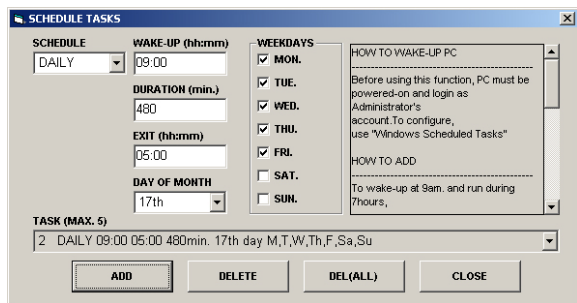 SCHEDULE TASKS
SCHEDULE
DAILY
WAKE-UP (hh:mm)
09:00
DURATION (min.)
480
EXIT (hh:mm)
05:00
DAY OF MONTH
17th
WEEKDAYS
MON.
TUE.
WED.
THU.
FRI.
SAT.
SUN.
HOW TO WAKE-UP PC
--------------------------------------------------------
Before using this function, PC must be
powered-on and login as
Administrator's
account.To configure,
use "Windows Scheduled Tasks"
HOW TO ADD
--------------------------------------------------------
To wake-up at 9am. and run during
7hours,
TASK (MAX. 5)
2 DAILY 09:00 05:00 480min. 17th day M,T,W,Th,F,Sa,Su
ADD
DELETE
DEL(ALL)
CLOSE